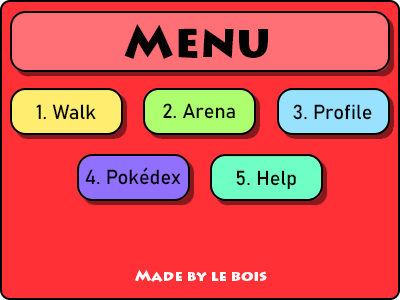 Menu
1. Walk
2. Arena
3. Profile
4. Pokédex
5. Help
Made by le bois